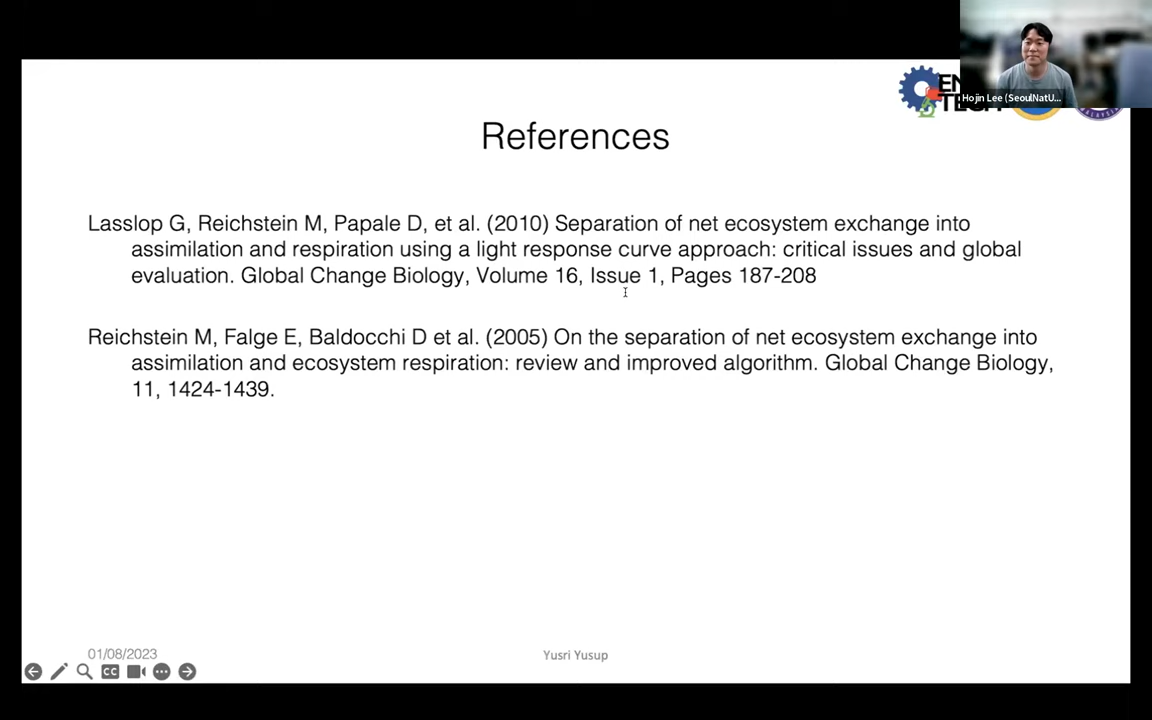 Hojin Lee (SeoulNatU...
References
Lasslop G, Reichstein M, Papale D, et al. (2010) Separation of net ecosystem exchange into
assimilation and respiration using a light response curve approach: critical issues and global
evaluation. Global Change Biology, Volume 16, Issue 1, Pages 187-208
Reichstein M, Falge E, Baldocchi D et al. (2005) On the separation of net ecosystem exchange into
assimilation and ecosystem respiration: review and improved algorithm. Global Change Biology,
11, 1424-1439.
01/08/2023
Yusri Yusup
CC